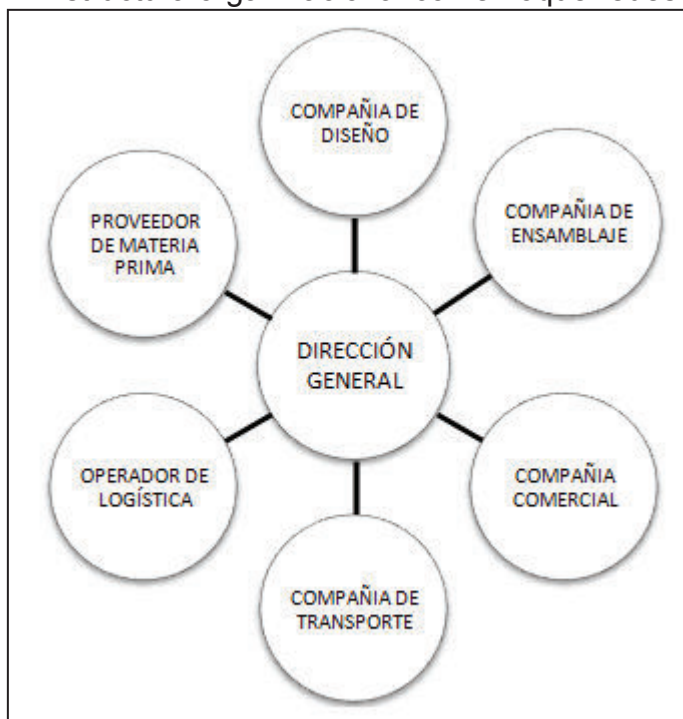 COMPAÑIA DE
DISEÑO
PROVEEDOR
DE MATERIA
PRIMA
COMPAÑIA DE
ENSAMBLAJE
DIRECCIÓN
GENERAL
OPERADOR DE
LOGÍSTICA
COMPAÑIA
COMERCIAL
COMPAÑIA DE
TRANSPORTE